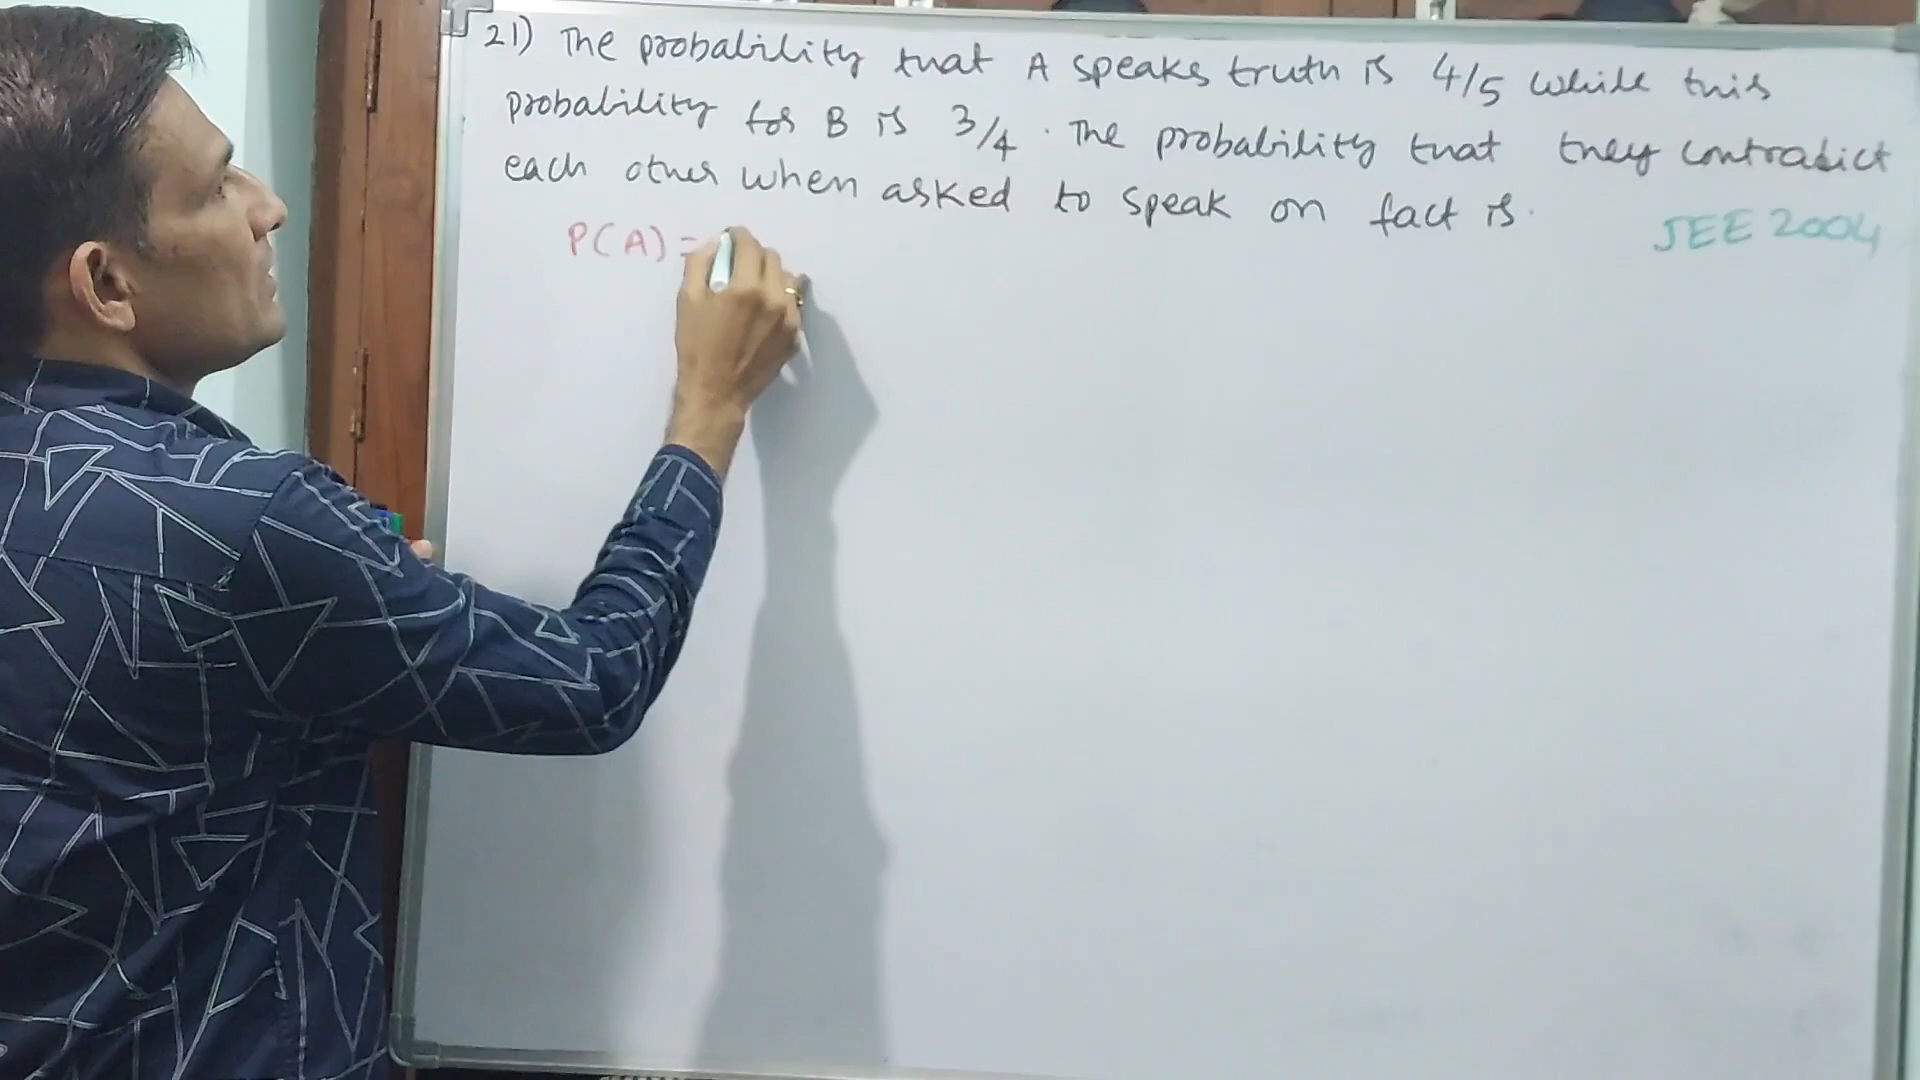 21) The probability that A speaks truth is 4/5 while this
probability for B is 3/4. The probability that they contradict
each other when asked to speak on fact is.
JEE 2004
P(A) =